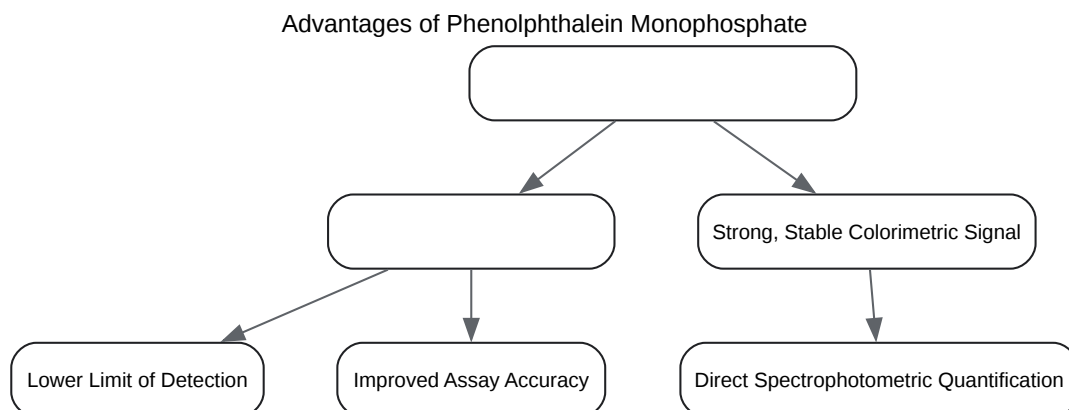 Advantages of Phenolphthalein Monophosphate
Strong, Stable Colorimetric Signal
Lower Limit of Detection
Improved Assay Accuracy
Direct Spectrophotometric Quantification